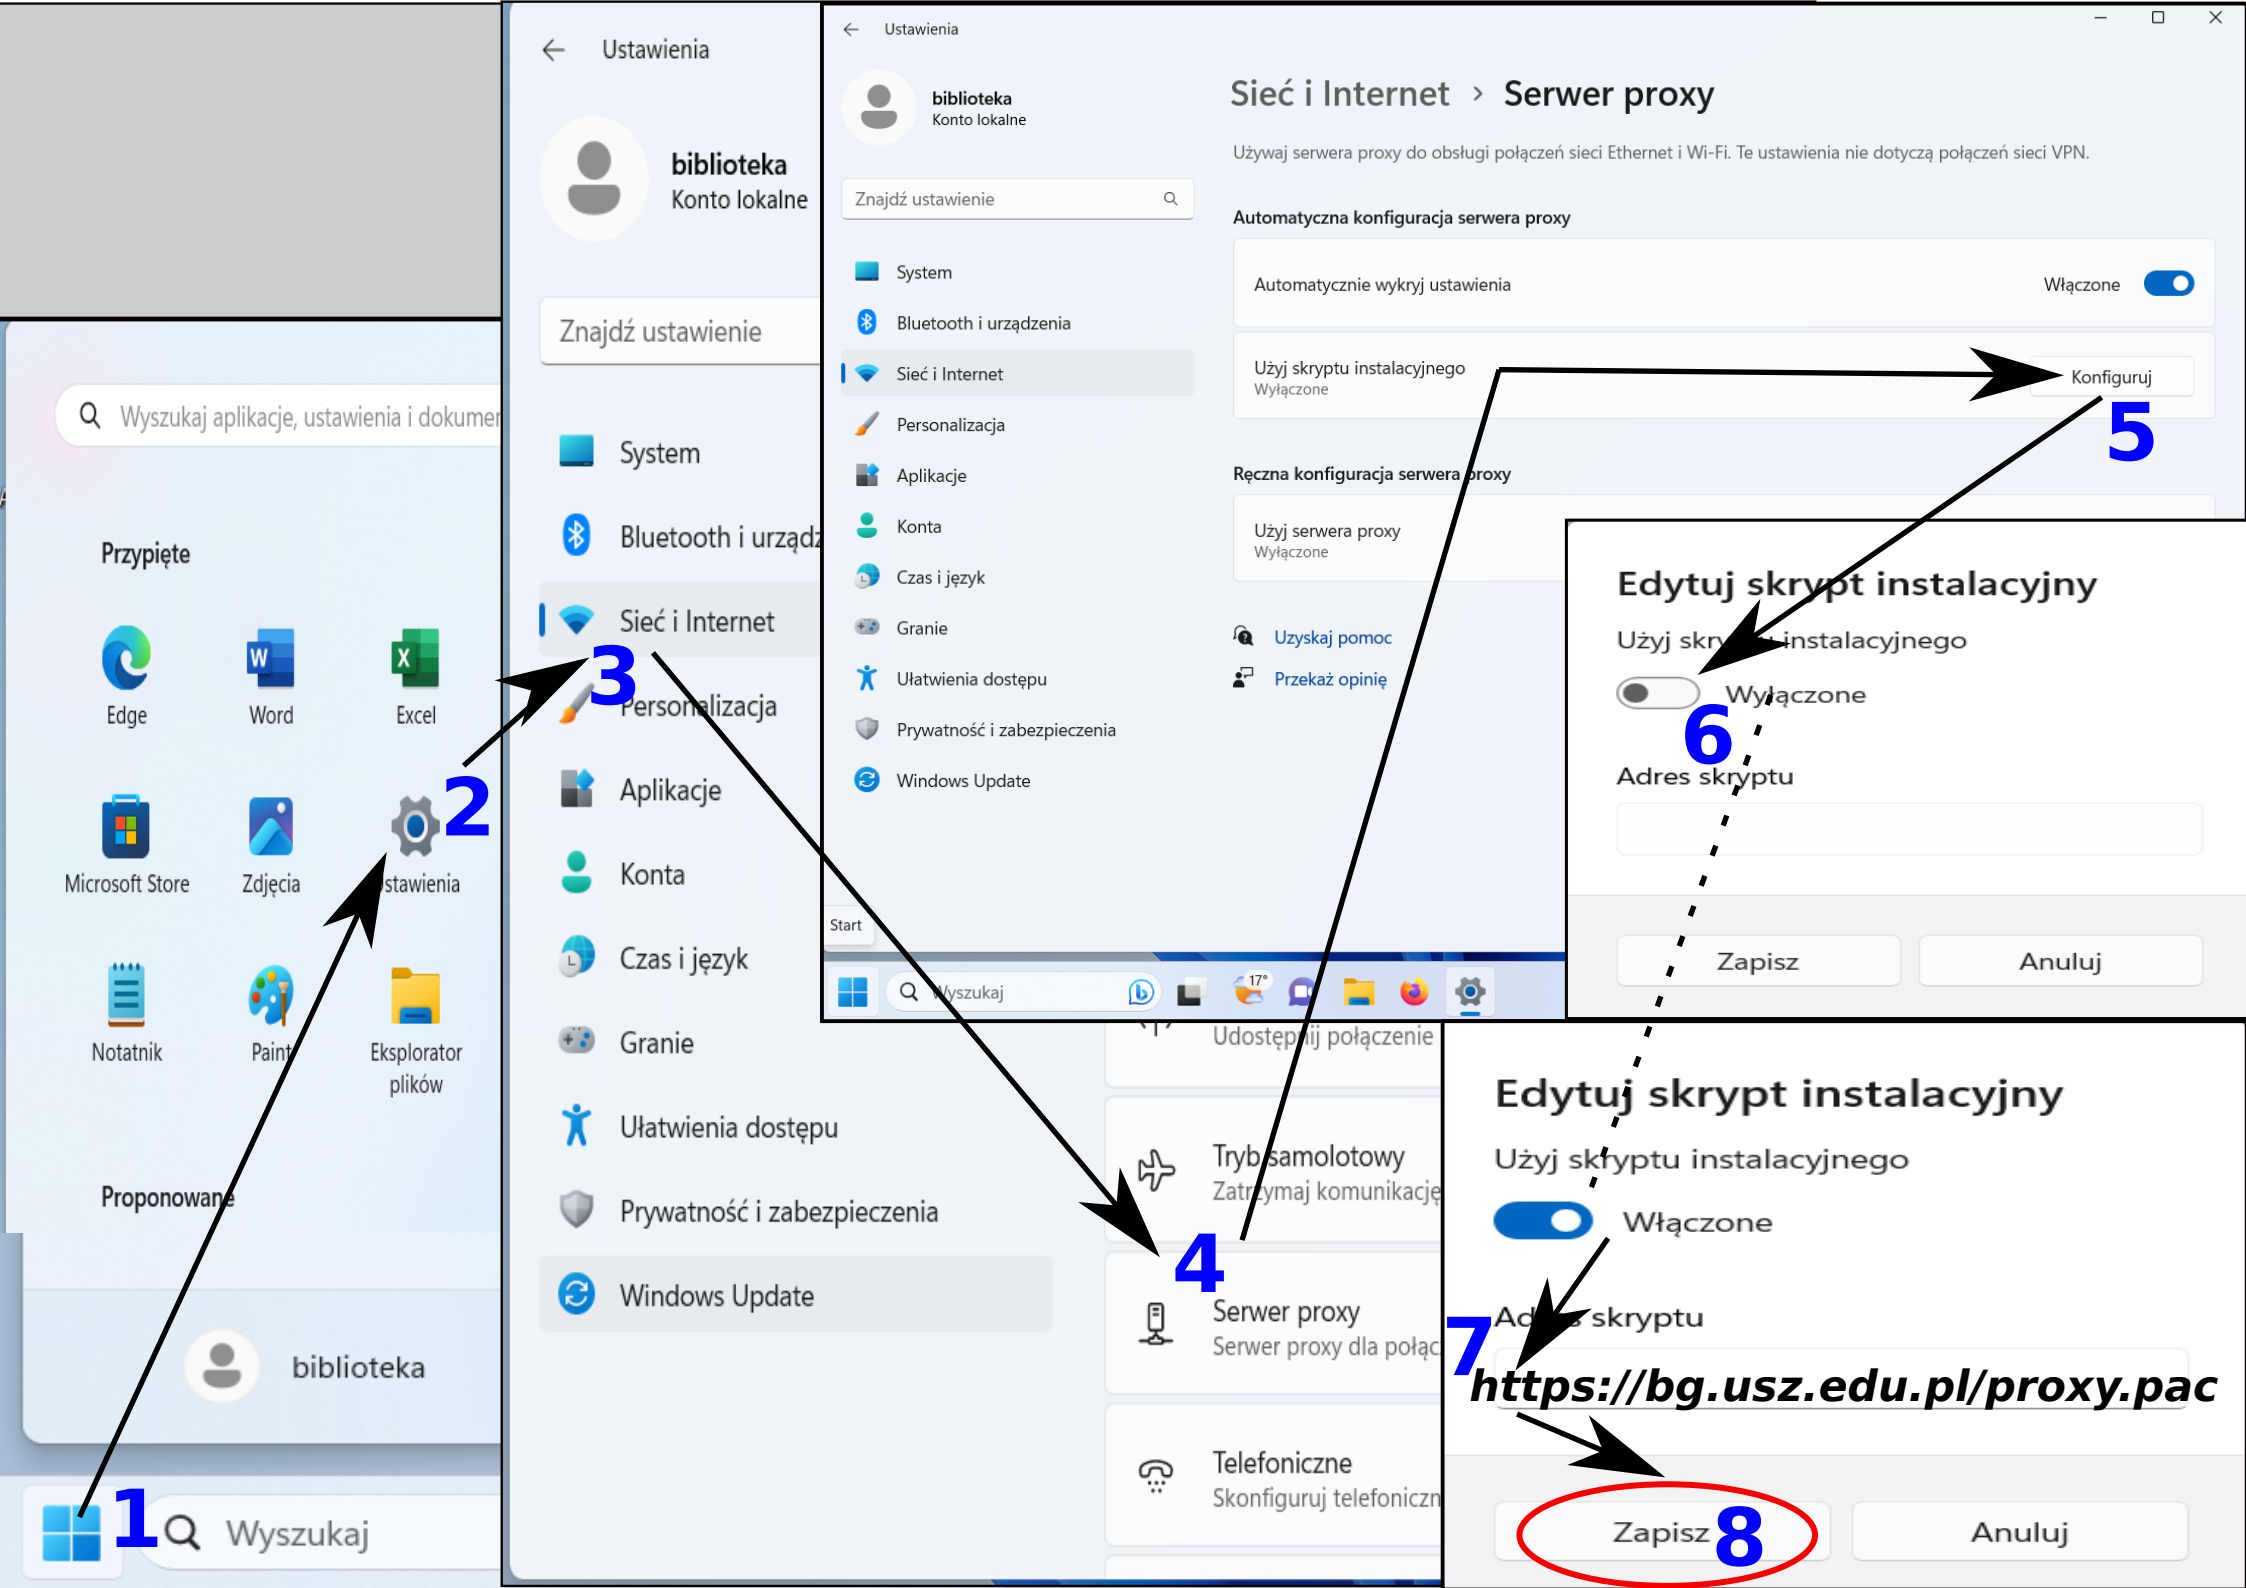 Wyszukaj aplikacje, ustawienia i dokumen
Przypięte
Edge
Word
Excel
2
Microsoft Store
Zdjęcia
stawienia
Notatnik
Paint
Eksplorator
plików
Proponowane
biblioteka
1
Wyszukaj
Ustawienia
biblioteka
Konto lokalne
Znajdź ustawienie
System
Bluetooth i urządz
Sieć i Internet
3
Personalizacja
Aplikacje
Konta
Czas i język
Granie
Ułatwienia dostępu
Prywatność i zabezpieczenia
Windows Update
Udostępnij połączenie
Tryb samolotowy
Zatrzymaj komunikację
4
Serwer proxy
Serwer proxy dla połąc
Telefoniczne
Skonfiguruj telefoniczn
Ustawienia
biblioteka
Konto lokalne
Znajdź ustawienie
System
Bluetooth i urządzenia
Sieć i Internet
Personalizacja
Aplikacje
Konta
Czas i język
Granie
Ułatwienia dostępu
Prywatność i zabezpieczenia
Windows Update
Start
Wyszukaj
17°
Sieć i Internet > Serwer proxy
Używaj serwera proxy do obsługi połączeń sieci Ethernet i Wi-Fi. Te ustawienia nie dotyczą połączeń sieci VPN.
Automatyczna konfiguracja serwera proxy
Automatycznie wykryj ustawienia Włączone
Użyj skryptu instalacyjnego
Wyłączone
Konfiguruj
5
Ręczna konfiguracja serwera proxy
Użyj serwera proxy
Wyłączone
Uzyskaj pomoc
Przekaż opinię
Edytuj skrypt instalacyjny
Użyj skryptu instalacyjnego
Wyłączone
6
Adres skryptu
Zapisz Anuluj
Edytuj skrypt instalacyjny
Użyj skryptu instalacyjnego
Włączone
Adres skryptu
7
https://bg.usz.edu.pl/proxy.pac
Zapisz 8 Anuluj